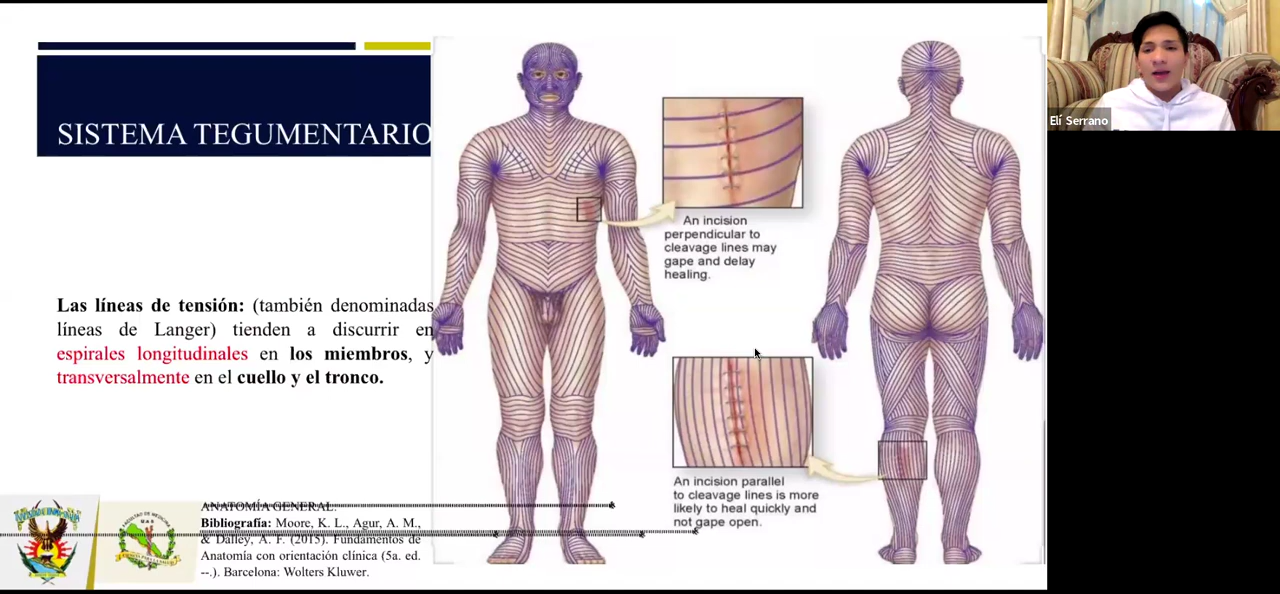 SISTEMA TEGUMENTARIO
Las líneas de tensión: (también denominadas
líneas de Langer) tienden a discurrir en
espirales longitudinales en los miembros, y
transversalmente en el cuello y el tronco.
An incision
perpendicular to
cleavage lines may
gape and delay
healing.
An incision parallel
to cleavage lines is more
likely to heal quickly and
not gape open.
ANATOMÍA GENERAL.
Bibliografía: Moore, K. L., Agur, A. M.,
& Dalley, A. F. (2015). Fundamentos de
Anatomía con orientación clínica (5a. ed.
--.). Barcelona: Wolters Kluwer.
Elí Serrano